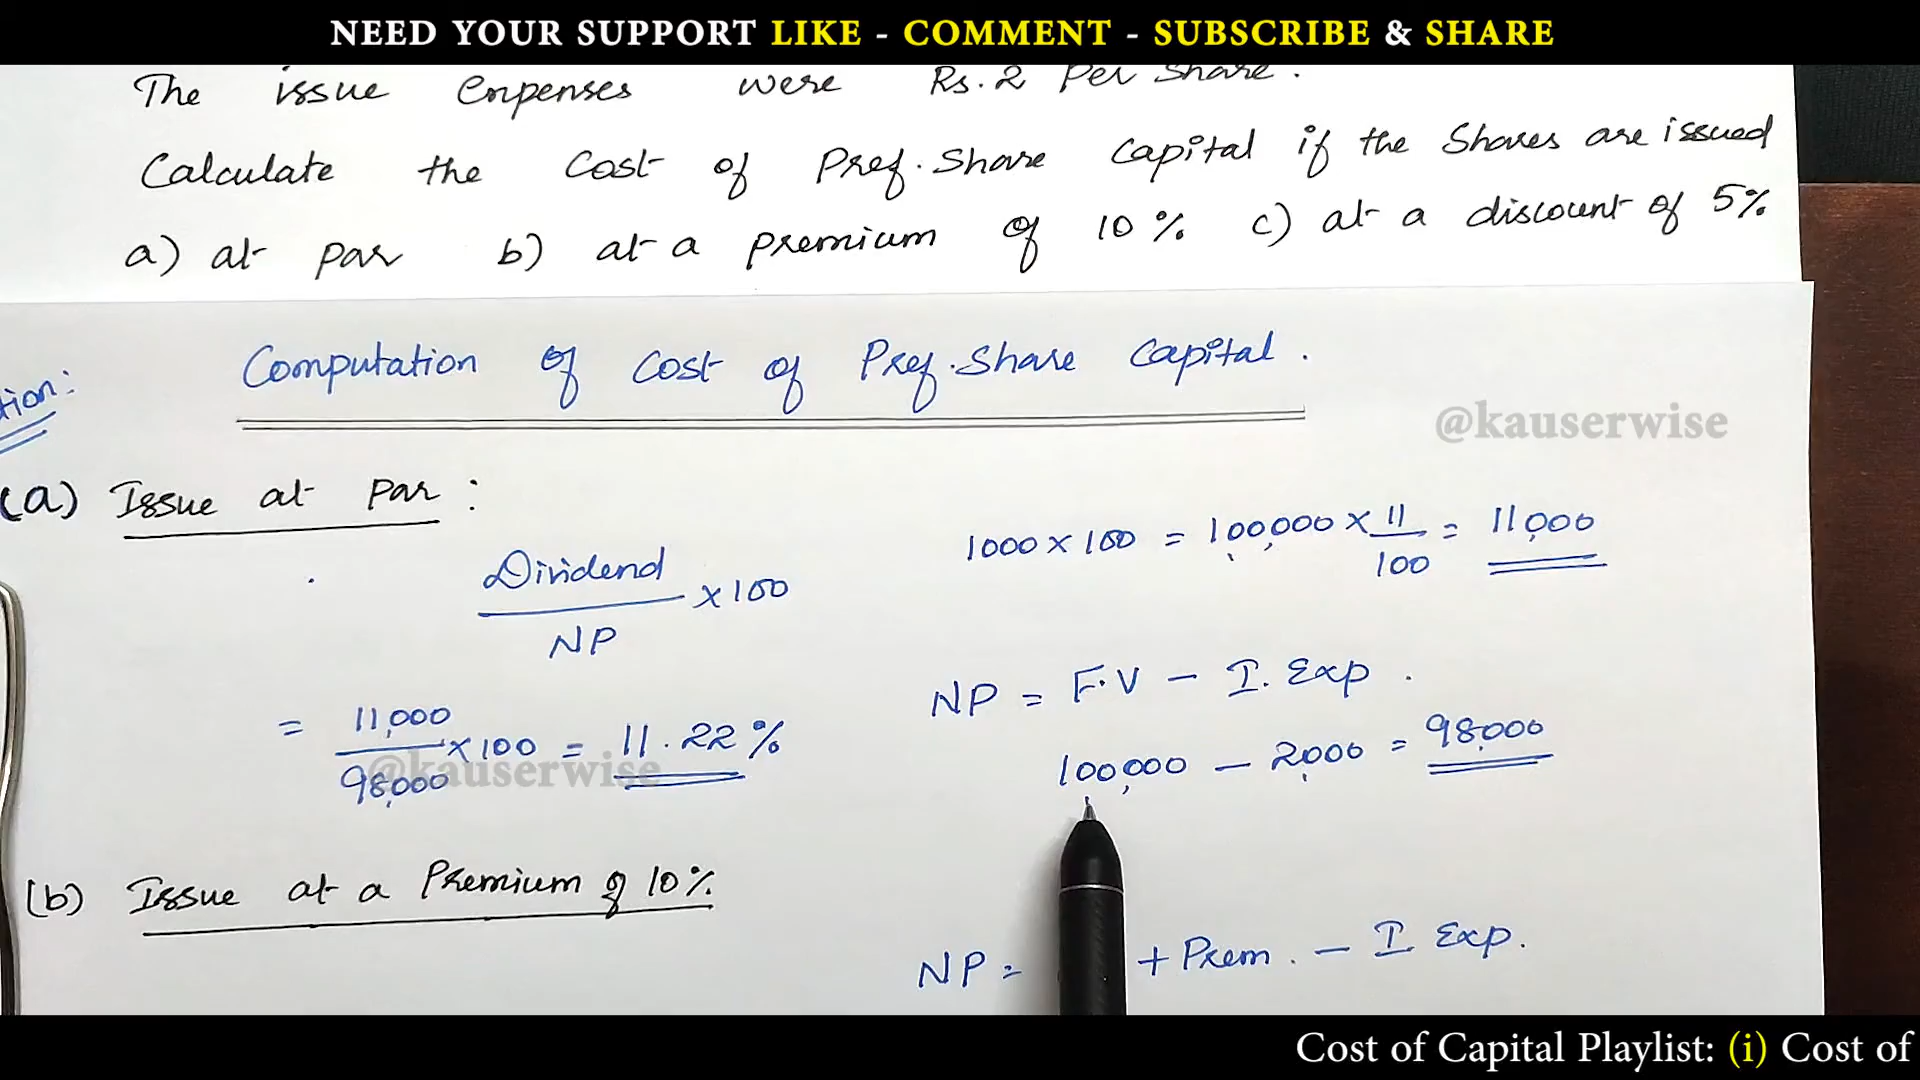 NEED YOUR SUPPORT LIKE - COMMENT - SUBSCRIBE & SHARE
The issue Expenses were Rs. 2 Per Share.
Calculate the Cost of Pref. Share Capital if the Shares are issued
a) at par b) at a premium of 10% c) at a discount of 5%
Computation of Cost of Pref. Share Capital.
tion:
@kauserwise
(a) Issue at Par:
1000 x 100 = 100,000 x 11/100 = 11,000
Dividend/NP x 100
NP = F.V - I. Exp.
= 11,000/98,000 x 100 = 11.22%
@kauserwise
100,000 - 2,000 = 98,000
(b) Issue at a Premium of 10%
NP = + Prem. - I Exp.
Cost of Capital Playlist: (i) Cost of